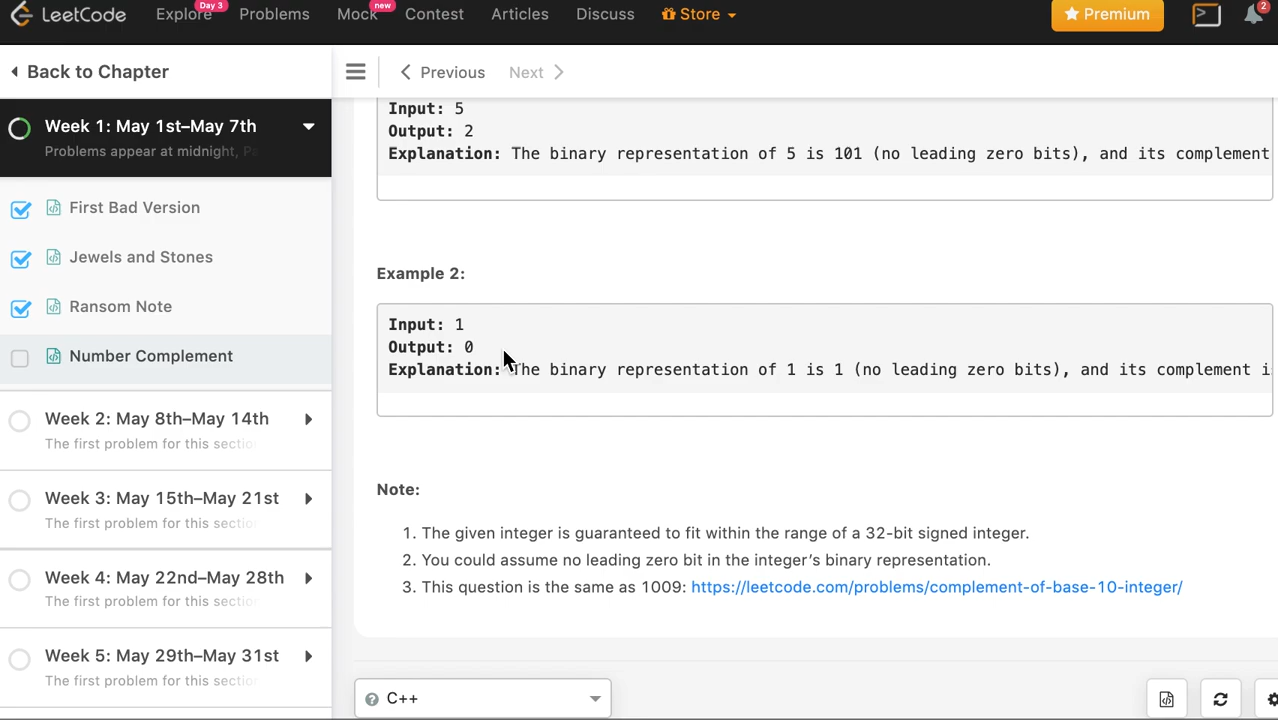 LeetCode
Explore Day 3 Problems Mock new Contest Articles Discuss Store Premium 2
Back to Chapter
Previous Next
Week 1: May 1st–May 7th
Problems appear at midnight,
First Bad Version
Jewels and Stones
Ransom Note
Number Complement
Week 2: May 8th–May 14th
The first problem for this
Week 3: May 15th–May 21st
The first problem for this
Week 4: May 22nd–May 28th
The first problem for this
Week 5: May 29th–May 31st
The first problem for this
Input: 5
Output: 2
Explanation: The binary representation of 5 is 101 (no leading zero bits), and its complement
Example 2:
Input: 1
Output: 0
Explanation: The binary representation of 1 is 1 (no leading zero bits), and its complement
Note:
1. The given integer is guaranteed to fit within the range of a 32-bit signed integer.
2. You could assume no leading zero bit in the integer’s binary representation.
3. This question is the same as 1009: https://leetcode.com/problems/complement-of-base-10-integer/
C++